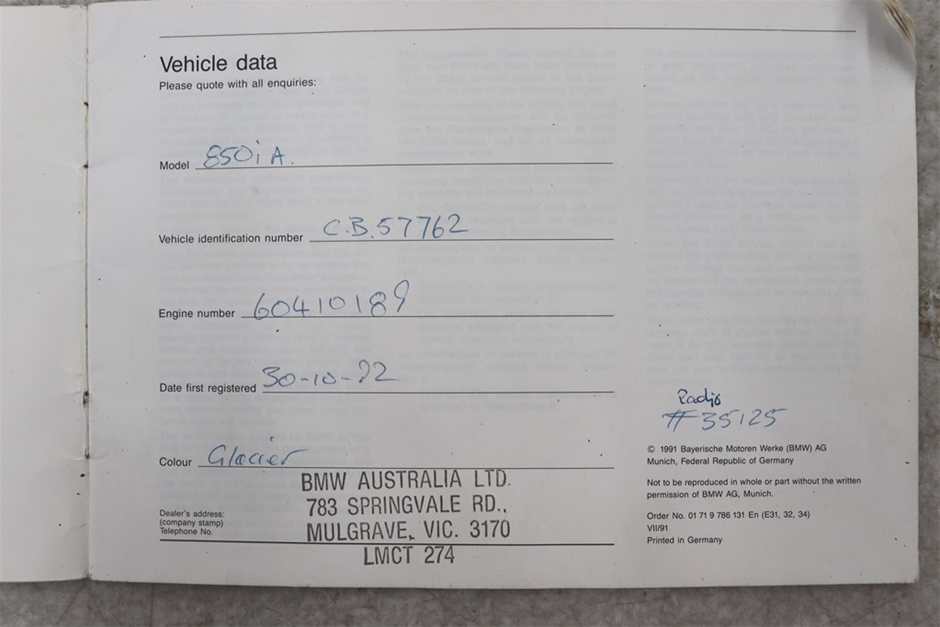 Vehicle data
Please quote with all enquiries:
Model 850i A.
Vehicle identification number C.B.57762
Engine number 60410189
Date first registered 30-10-92
Colour Glacier
Dealer's address:
(company stamp)
Telephone No.
BMW AUSTRALIA LTD.
783 SPRINGVALE RD.,
MULGRAVE, VIC. 3170
LMCT 274
Radio
#35125
© 1991 Bayerische Motoren Werke (BMW) AG
Munich, Federal Republic of Germany
Not to be reproduced in whole or part without the written
permission of BMW AG, Munich.
Order No. 01 71 9 786 131 En (E31, 32, 34)
VII/91
Printed in Germany